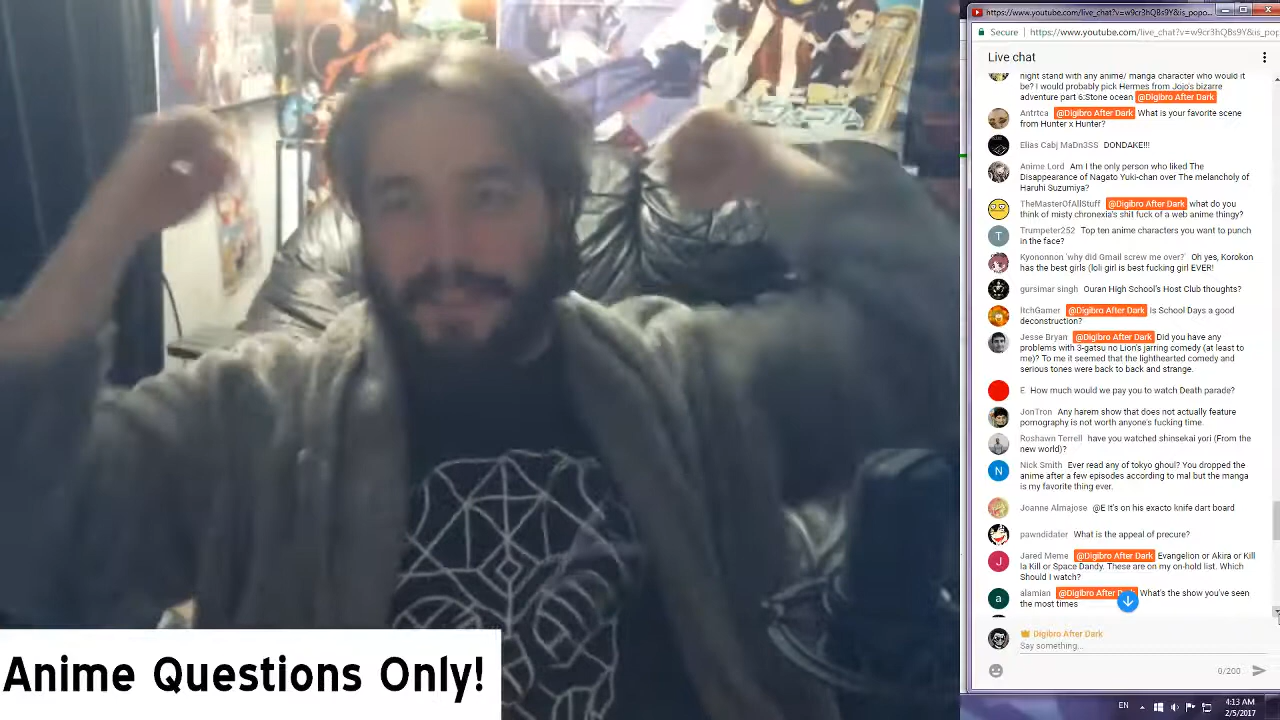 https://www.youtube.com/live_chat?v=w9cr3hQBs9Y&is_popo...
Secure https://www.youtube.com/live_chat?v=w9cr3hQBs9Y&is_pop
Live chat
night stand with any anime/ manga character who would it
be? I would probably pick Hermes from Jojo's bizarre
adventure part 6:Stone ocean @Digibro After Dark
Antrtca @Digibro After Dark What is your favorite scene
from Hunter x Hunter?
Elias Cabj MaDn3SS DONDAKE!!!
Anime Lord Am I the only person who liked The
Disappearance of Nagato Yuki-chan over The melancholy of
Haruhi Suzumiya?
TheMasterOfAllStuff @Digibro After Dark what do you
think of misty chronexia's shit fuck of a web anime thingy?
T Trumpeter252 Top ten anime characters you want to punch
in the face?
Kyononnon 'why did Gmail screw me over?' Oh yes, Korokon
has the best girls (loli girl is best fucking girl EVER!
gursimar singh Ouran High School's Host Club thoughts?
ItchGamer @Digibro After Dark Is School Days a good
deconstruction?
Jesse Bryan @Digibro After Dark Did you have any
problems with 3-gatsu no Lion's jarring comedy (at least to
me)? To me it seemed that the lighthearted comedy and
serious tones were back to back and strange.
E How much would we pay you to watch Death parade?
JonTron Any harem show that does not actually feature
pornography is not worth anyone's fucking time.
Roshawn Terrell have you watched shinsekai yori (From the
new world)?
N Nick Smith Ever read any of tokyo ghoul? You dropped the
anime after a few episodes according to mal but the manga
is my favorite thing ever.
Joanne Almajose @E It's on his exacto knife dart board
pawndidater What is the appeal of precure?
J Jared Meme @Digibro After Dark Evangelion or Akira or Kill
la Kill or Space Dandy. These are on my on-hold list. Which
Should I watch?
a alamian @Digibro After Dark What's the show you've seen
the most times
Digibro After Dark
Say something...
0/200
Anime Questions Only!
EN 4:13 AM
2/5/2017